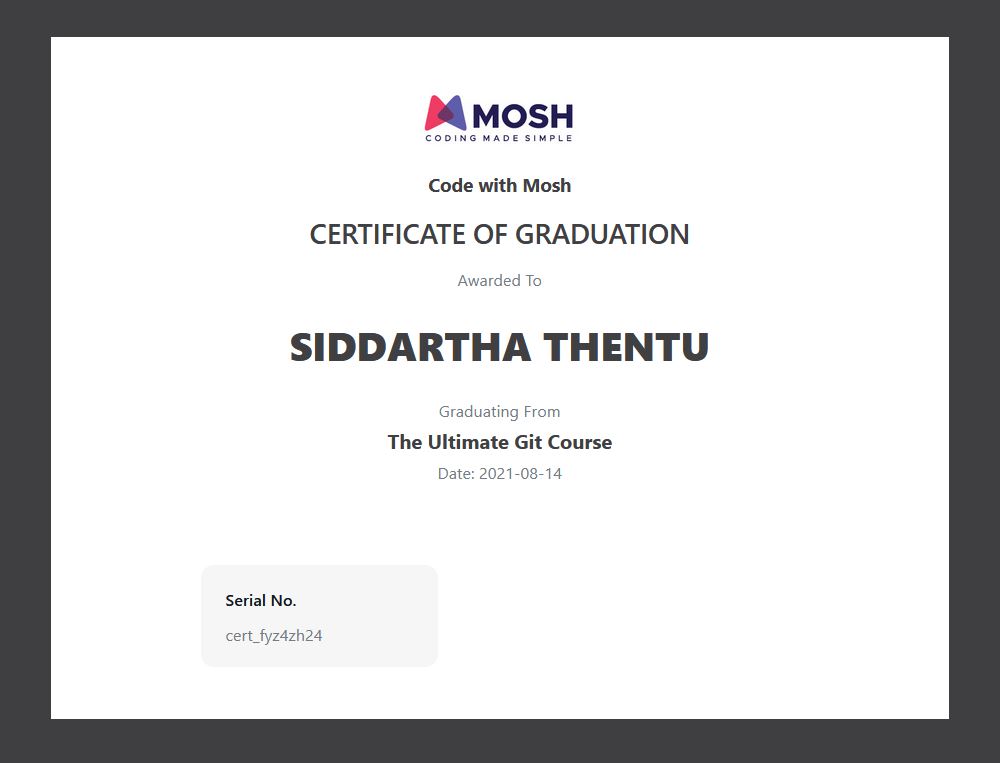 MOSH
CODING MADE SIMPLE
Code with Mosh
CERTIFICATE OF GRADUATION
Awarded To
SIDDARTHA THENTU
Graduating From
The Ultimate Git Course
Date: 2021-08-14
Serial No.
cert_fyz4zh24